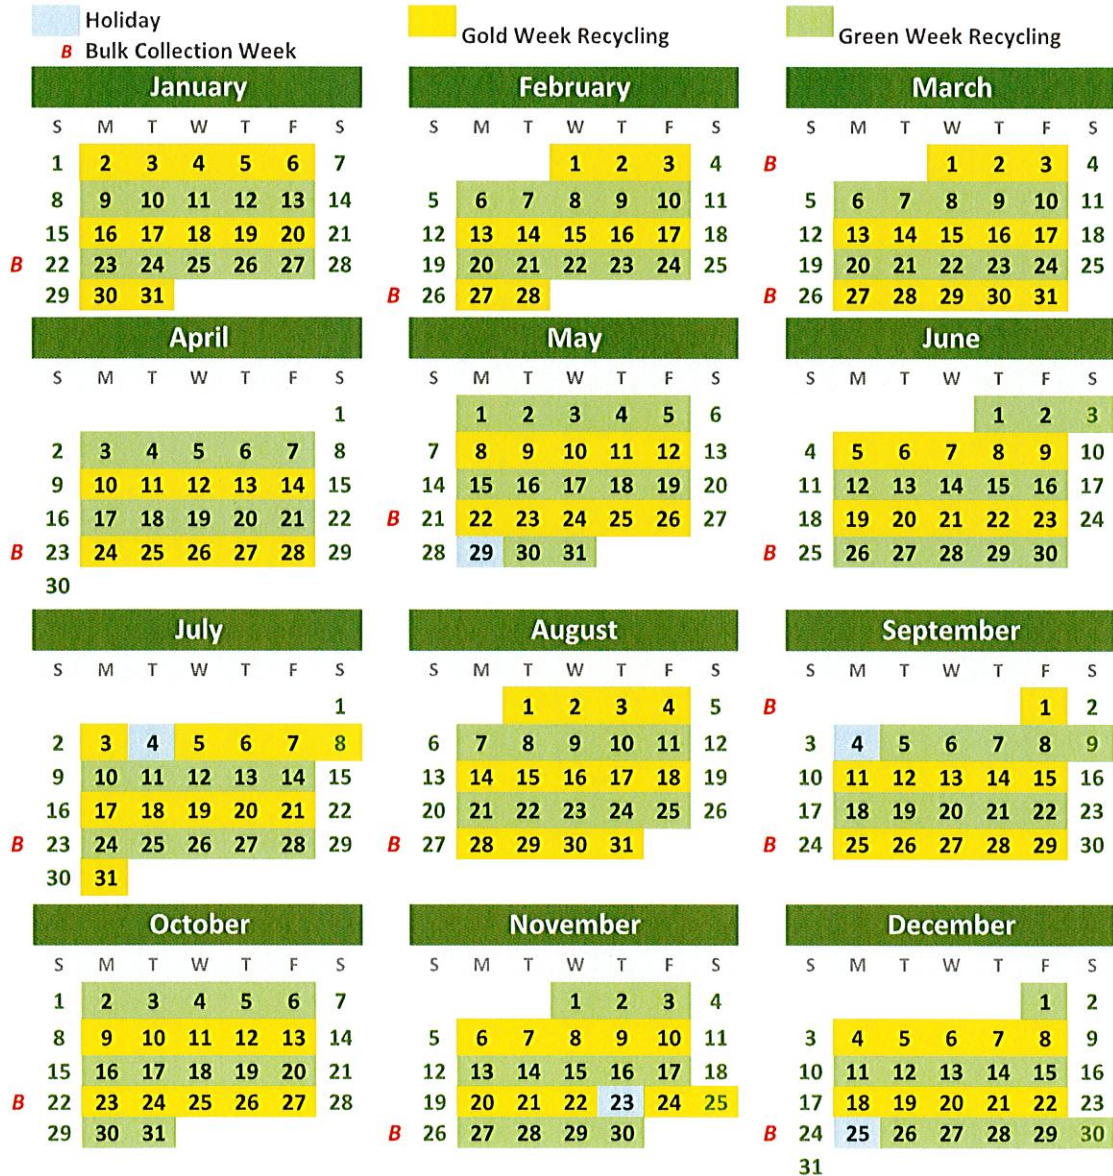 Holiday
B Bulk Collection Week
Gold Week Recycling
Green Week Recycling
January
S M T W T F S
1 2 3 4 5 6 7
8 9 10 11 12 13 14
15 16 17 18 19 20 21
B 22 23 24 25 26 27 28
29 30 31
February
S M T W T F S
1 2 3 4
5 6 7 8 9 10 11
12 13 14 15 16 17 18
19 20 21 22 23 24 25
B 26 27 28
March
S M T W T F S
B 1 2 3 4
5 6 7 8 9 10 11
12 13 14 15 16 17 18
19 20 21 22 23 24 25
B 26 27 28 29 30 31
April
S M T W T F S
1
2 3 4 5 6 7 8
9 10 11 12 13 14 15
16 17 18 19 20 21 22
B 23 24 25 26 27 28 29
30
May
S M T W T F S
1 2 3 4 5 6
7 8 9 10 11 12 13
14 15 16 17 18 19 20
B 21 22 23 24 25 26 27
28 29 30 31
June
S M T W T F S
1 2 3
4 5 6 7 8 9 10
11 12 13 14 15 16 17
18 19 20 21 22 23 24
B 25 26 27 28 29 30
July
S M T W T F S
1
2 3 4 5 6 7 8
9 10 11 12 13 14 15
16 17 18 19 20 21 22
B 23 24 25 26 27 28 29
30 31
August
S M T W T F S
1 2 3 4 5
6 7 8 9 10 11 12
13 14 15 16 17 18 19
20 21 22 23 24 25 26
B 27 28 29 30 31
September
S M T W T F S
B 1 2
3 4 5 6 7 8 9
10 11 12 13 14 15 16
17 18 19 20 21 22 23
B 24 25 26 27 28 29 30
October
S M T W T F S
1 2 3 4 5 6 7
8 9 10 11 12 13 14
15 16 17 18 19 20 21
B 22 23 24 25 26 27 28
29 30 31
November
S M T W T F S
1 2 3 4
5 6 7 8 9 10 11
12 13 14 15 16 17 18
19 20 21 22 23 24 25
B 26 27 28 29 30
December
S M T W T F S
1 2
3 4 5 6 7 8 9
10 11 12 13 14 15 16
17 18 19 20 21 22 23
B 24 25 26 27 28 29 30
31